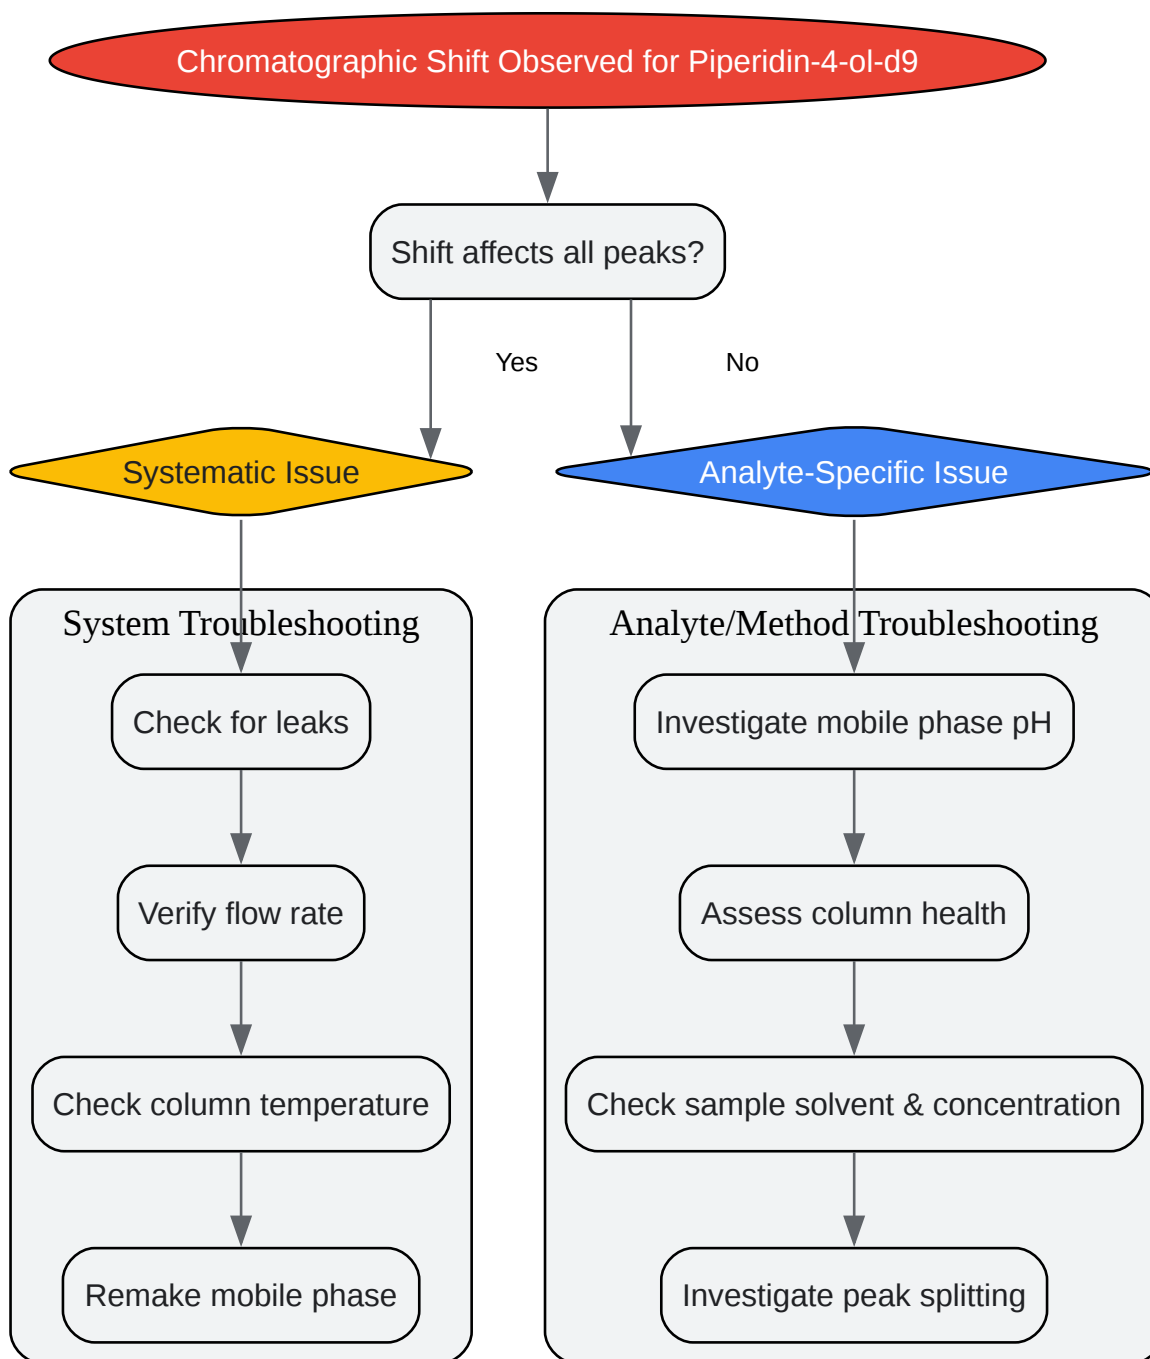 Chromatographic Shift Observed for Piperidin-4-ol-d9
Shift affects all peaks?
Yes
No
Systematic Issue
Analyte-Specific Issue
System Troubleshooting
Check for leaks
Verify flow rate
Check column temperature
Remake mobile phase
Analyte/Method Troubleshooting
Investigate mobile phase pH
Assess column health
Check sample solvent & concentration
Investigate peak splitting